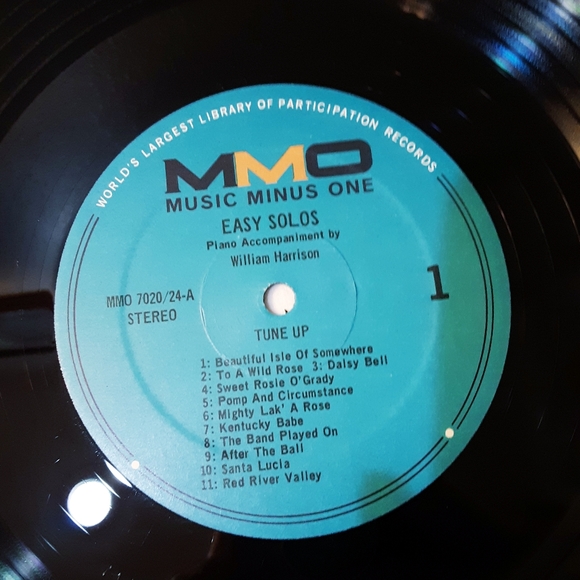 WORLD'S LARGEST LIBRARY OF PARTICIPATION RECORDS
MMO
MUSIC MINUS ONE
EASY SOLOS
Piano Accompaniment by
William Harrison
MMO 7020/24-A
STEREO
1
TUNE UP
1: Beautiful Isle Of Somewhere
2: To A Wild Rose 3: Daisy Bell
4: Sweet Rosie O'Grady
5: Pomp And Circumstance
6: Mighty Lak' A Rose
7: Kentucky Babe
8: The Band Played On
9: After The Ball
10: Santa Lucia
11: Red River Valley